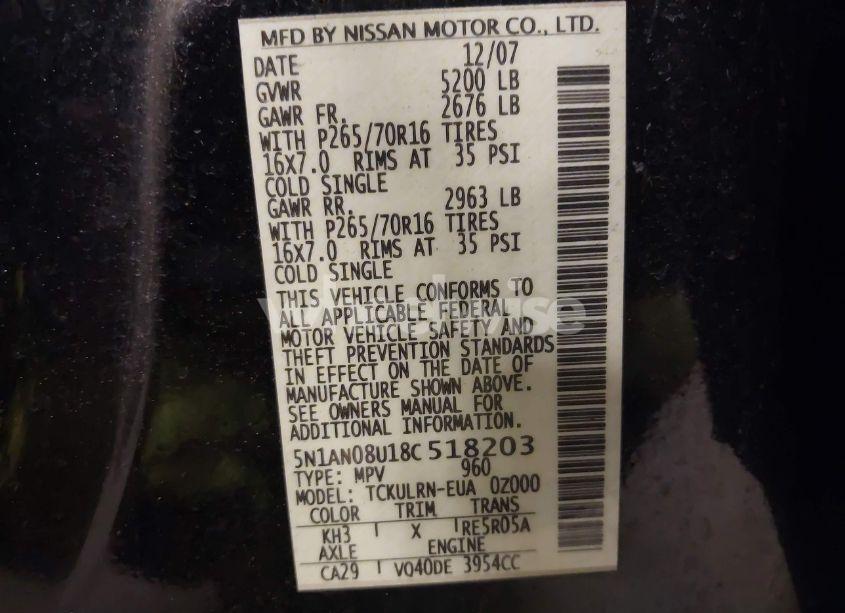 MFD BY NISSAN MOTOR CO., LTD.
DATE 12/07
GVWR 5200 LB
GAWR FR. 2676 LB
WITH P265/70R16 TIRES
16X7.0 RIMS AT 35 PSI
COLD SINGLE
GAWR RR. 2963 LB
WITH P265/70R16 TIRES
16X7.0 RIMS AT 35 PSI
COLD SINGLE
THIS VEHICLE CONFORMS TO
ALL APPLICABLE FEDERAL
MOTOR VEHICLE SAFETY AND
THEFT PREVENTION STANDARDS
IN EFFECT ON THE DATE OF
MANUFACTURE SHOWN ABOVE.
SEE OWNERS MANUAL FOR
ADDITIONAL INFORMATION.
5N1AN08U18C518203
TYPE: MPV 960
MODEL: TCKULRN-EUA 0Z000
COLOR TRIM TRANS
KH3 X RE5R05A
AXLE ENGINE
CA29 VQ40DE 3954CC